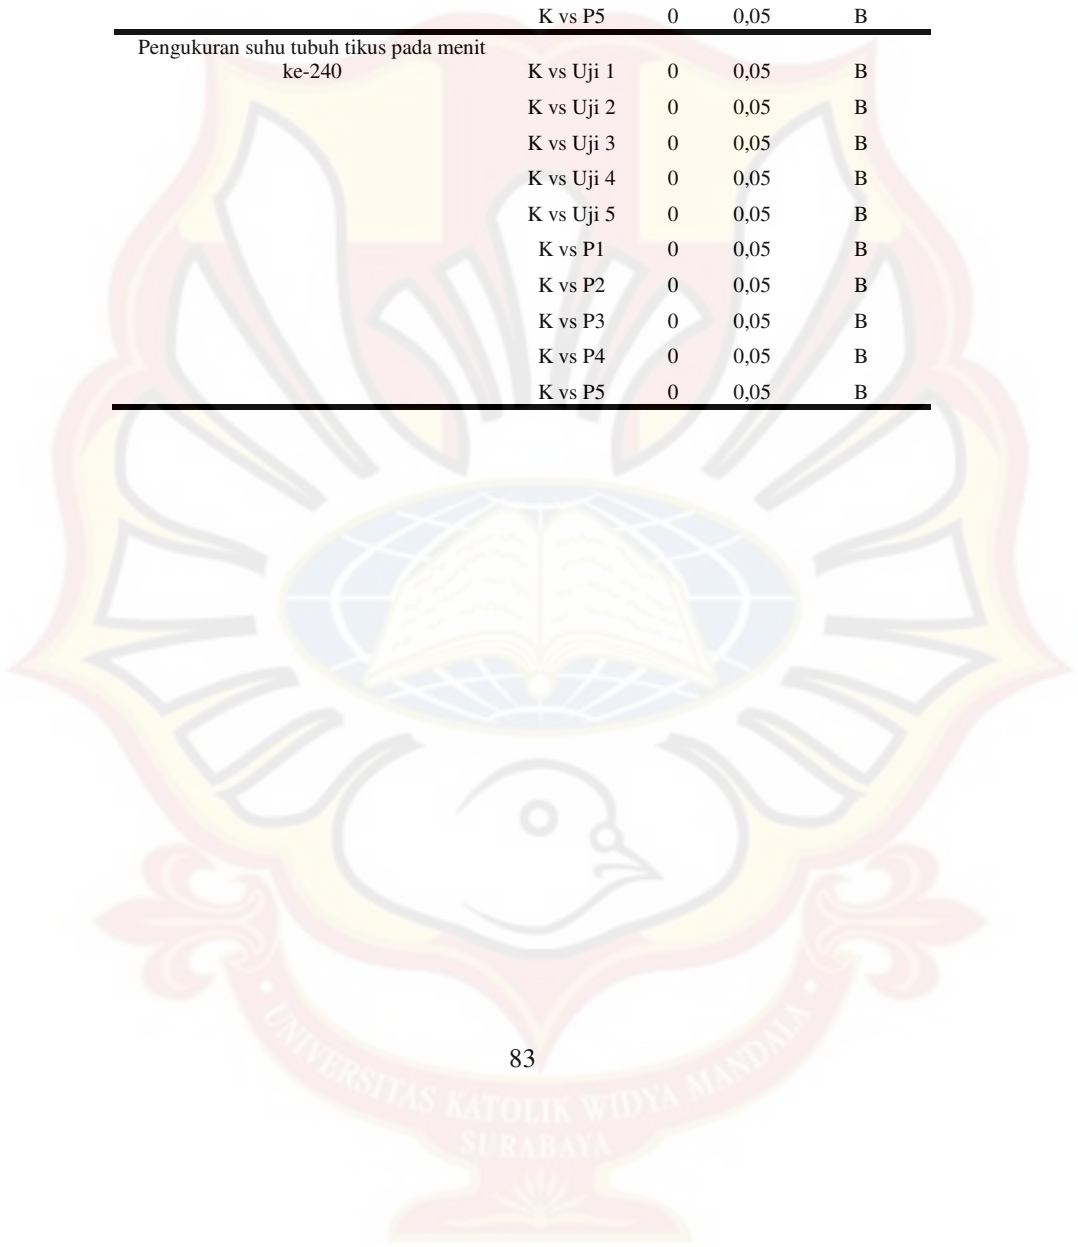 K vs P5 0 0,05 B
Pengukuran suhu tubuh tikus pada menit
ke-240 K vs Uji 1 0 0,05 B
K vs Uji 2 0 0,05 B
K vs Uji 3 0 0,05 B
K vs Uji 4 0 0,05 B
K vs Uji 5 0 0,05 B
K vs P1 0 0,05 B
K vs P2 0 0,05 B
K vs P3 0 0,05 B
K vs P4 0 0,05 B
K vs P5 0 0,05 B
83
UNIVERSITAS KATOLIK WIDYA MANDALA
SURABAYA